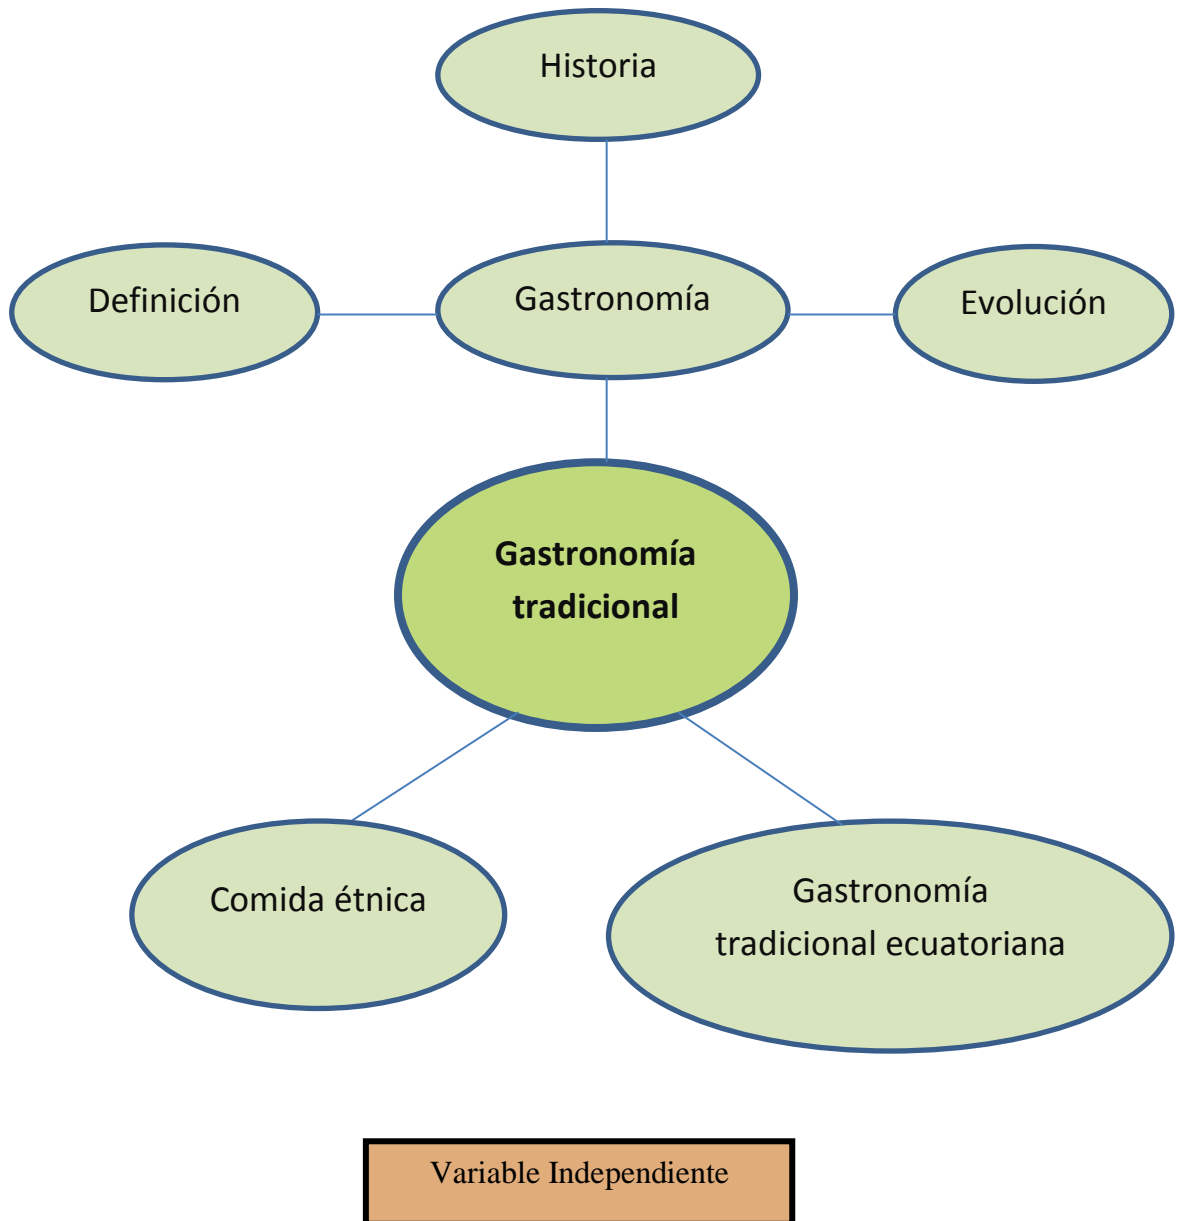 Historia
Definición
Gastronomía
Evolución
Gastronomía
tradicional
Comida étnica
Gastronomía
tradicional ecuatoriana
Variable Independiente